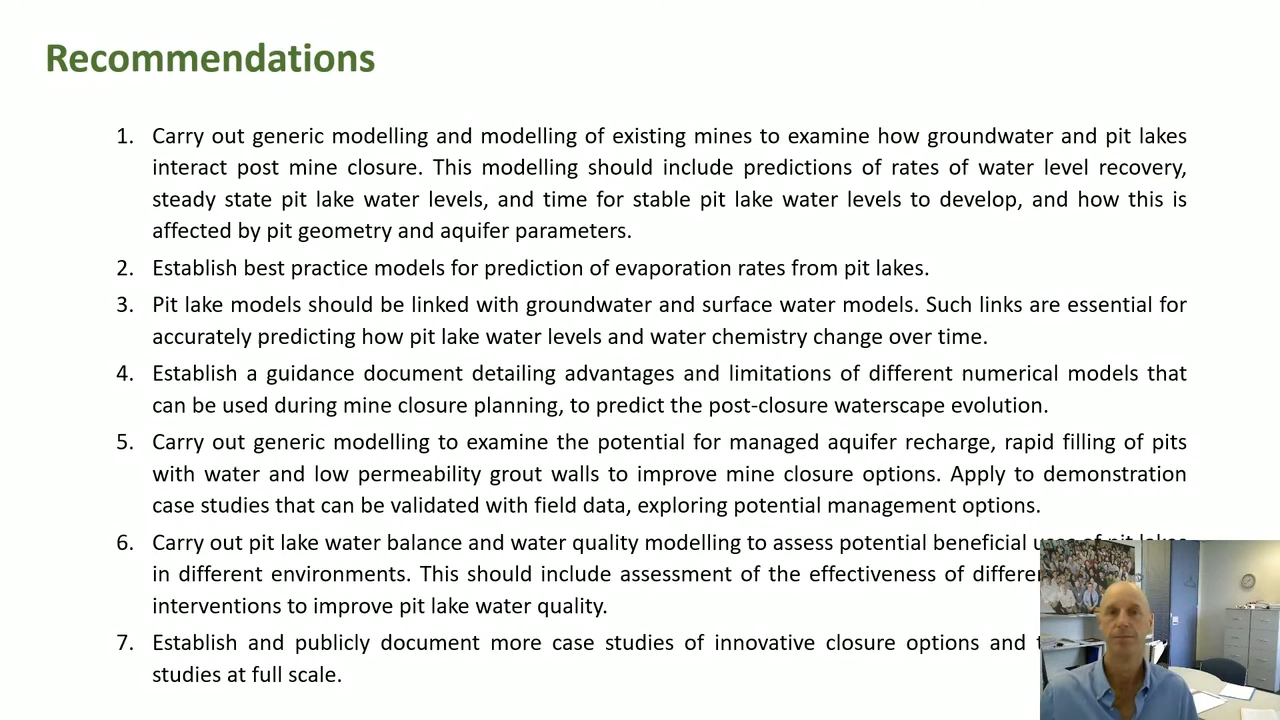 Recommendations
1. Carry out generic modelling and modelling of existing mines to examine how groundwater and pit lakes
interact post mine closure. This modelling should include predictions of rates of water level recovery,
steady state pit lake water levels, and time for stable pit lake water levels to develop, and how this is
affected by pit geometry and aquifer parameters.
2. Establish best practice models for prediction of evaporation rates from pit lakes.
3. Pit lake models should be linked with groundwater and surface water models. Such links are essential for
accurately predicting how pit lake water levels and water chemistry change over time.
4. Establish a guidance document detailing advantages and limitations of different numerical models that
can be used during mine closure planning, to predict the post-closure waterscape evolution.
5. Carry out generic modelling to examine the potential for managed aquifer recharge, rapid filling of pits
with water and low permeability grout walls to improve mine closure options. Apply to demonstration
case studies that can be validated with field data, exploring potential management options.
6. Carry out pit lake water balance and water quality modelling to assess potential beneficial uses of pit lakes
in different environments. This should include assessment of the effectiveness of
interventions to improve pit lake water quality.
7. Establish and publicly document more case studies of innovative closure options and
studies at full scale.